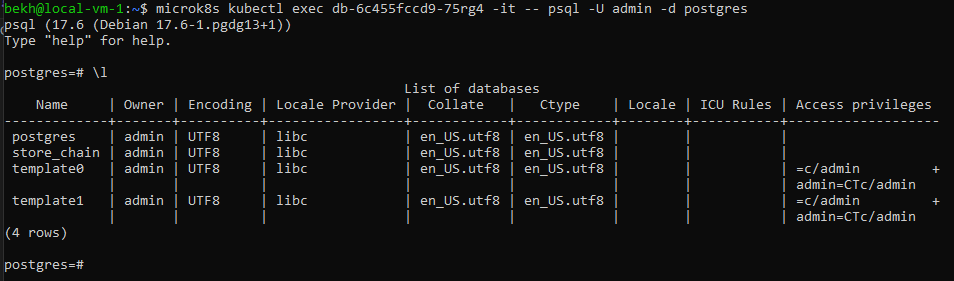 bekh@local-vm-1:~$ microk8s kubectl exec db-6c455fccd9-75rg4 -it -- psql -U admin -d postgres
psql (17.6 (Debian 17.6-1.pgdg13+1))
Type "help" for help.

postgres=# \l
                                                  List of databases
    Name     | Owner | Encoding | Locale Provider |  Collate   |   Ctype    | Locale | ICU Rules | Access privileges
-------------+-------+----------+-----------------+------------+------------+--------+-----------+-------------------
 postgres    | admin | UTF8     | libc            | en_US.utf8 | en_US.utf8 |        |           |
 store_chain | admin | UTF8     | libc            | en_US.utf8 | en_US.utf8 |        |           |
 template0   | admin | UTF8     | libc            | en_US.utf8 | en_US.utf8 |        |           | =c/admin         +
             |       |          |                 |            |            |        |           | admin=CTc/admin
 template1   | admin | UTF8     | libc            | en_US.utf8 | en_US.utf8 |        |           | =c/admin         +
             |       |          |                 |            |            |        |           | admin=CTc/admin
(4 rows)

postgres=#